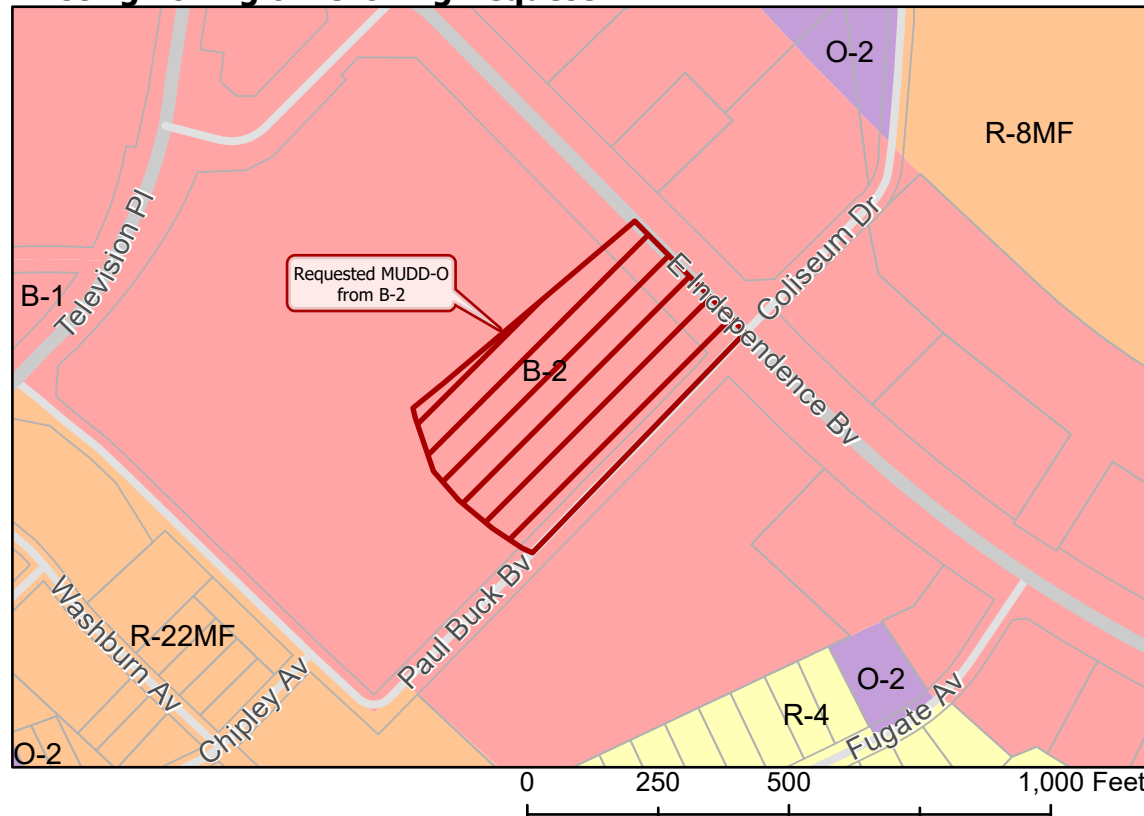 O-2
R-8MF
Television Pl
Requested MUDD-O
from B-2
Coliseum Dr
E Independence Bv
B-1
B-2
Paul Buck Bv
Washburn Av
R-22MF
Chipley Av
O-2
R-4
Fugate Av
O-2
0 250 500 1,000 Feet